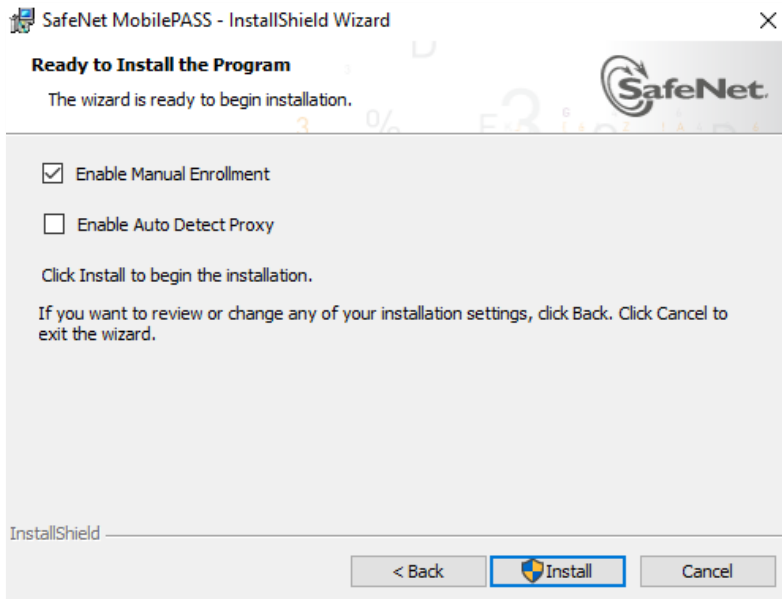 SafeNet MobilePASS - InstallShield Wizard
Ready to Install the Program
The wizard is ready to begin installation.
SafeNet.
Enable Manual Enrollment
Enable Auto Detect Proxy
Click Install to begin the installation.
If you want to review or change any of your installation settings, click Back. Click Cancel to
exit the wizard.
InstallShield
< Back
Install
Cancel